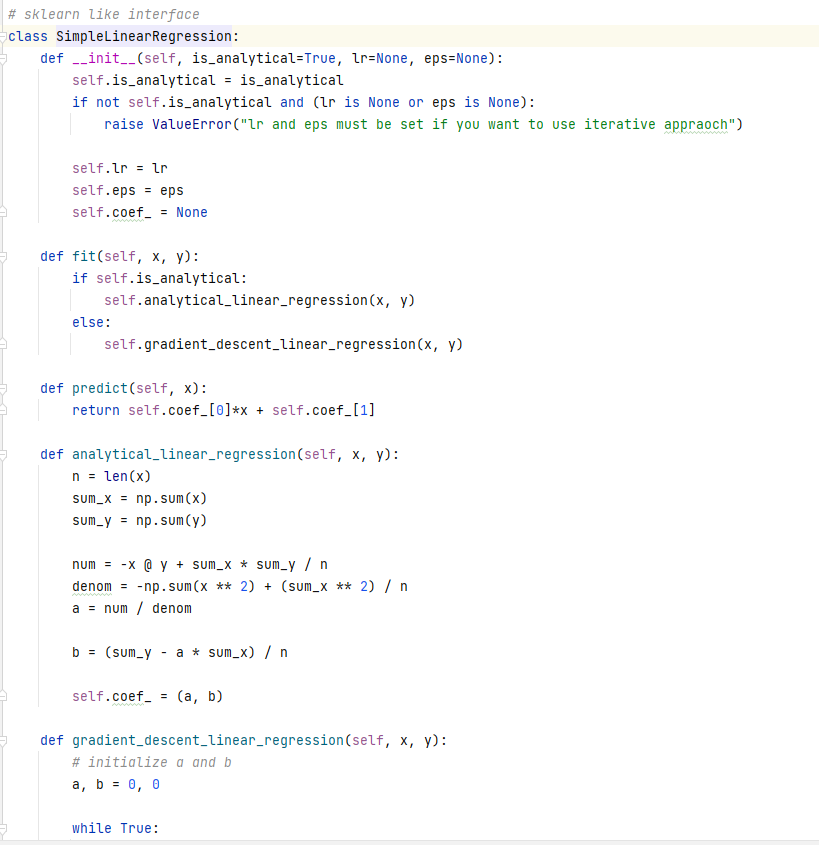 # sklearn like interface
class SimpleLinearRegression:
    def __init__(self, is_analytical=True, lr=None, eps=None):
        self.is_analytical = is_analytical
        if not self.is_analytical and (lr is None or eps is None):
            raise ValueError("lr and eps must be set if you want to use iterative appraoch")
        self.lr = lr
        self.eps = eps
        self.coef_ = None
    def fit(self, x, y):
        if self.is_analytical:
            self.analytical_linear_regression(x, y)
        else:
            self.gradient_descent_linear_regression(x, y)
    def predict(self, x):
        return self.coef_[0]*x + self.coef_[1]
    def analytical_linear_regression(self, x, y):
        n = len(x)
        sum_x = np.sum(x)
        sum_y = np.sum(y)
        num = -x @ y + sum_x * sum_y / n
        denom = -np.sum(x ** 2) + (sum_x ** 2) / n
        a = num / denom
        b = (sum_y - a * sum_x) / n
        self.coef_ = (a, b)
    def gradient_descent_linear_regression(self, x, y):
        # initialize a and b
        a, b = 0, 0
        while True: